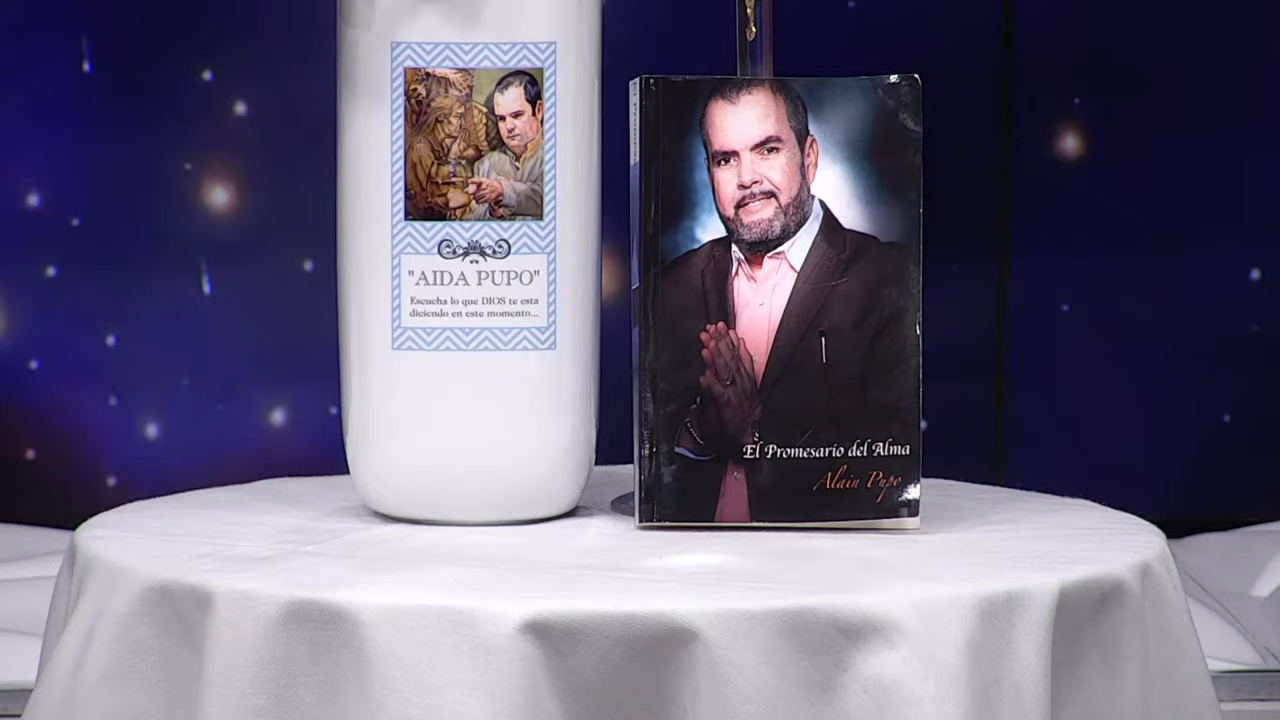 "AIDA PUPO"
Escucha lo que DIOS te esta
diciendo en este momento...
El Promesario del Alma
Alain Pupo